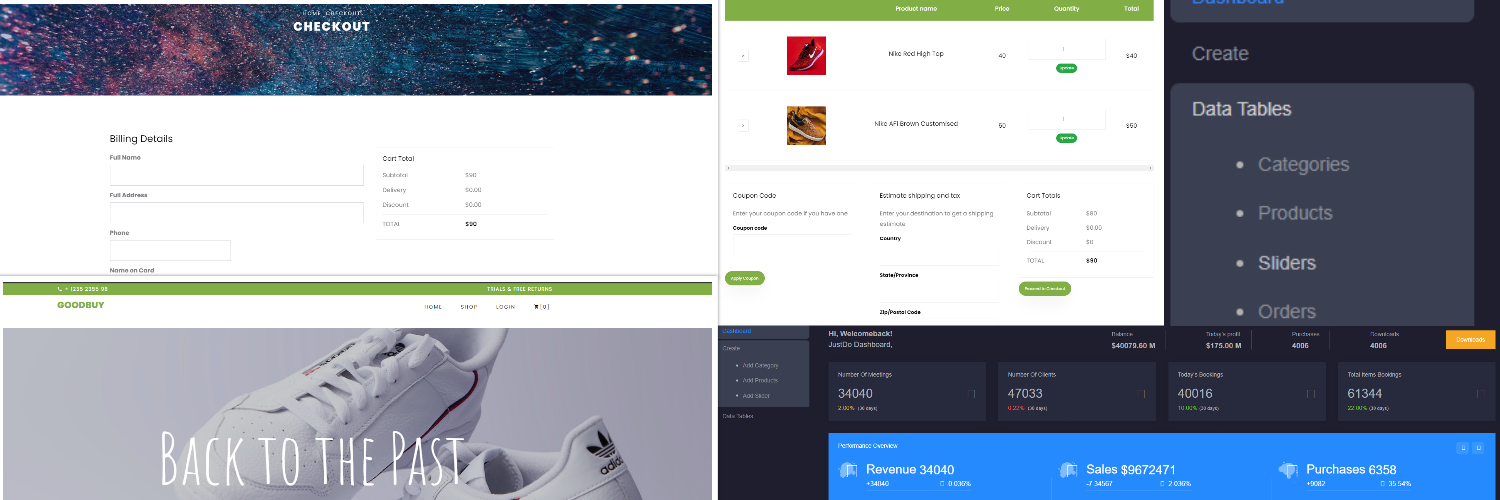 HOME CHECKOUT
CHECKOUT
Billing Details
Full Name
Full Address
Phone
Name on Card
Cart Total
Subtotal $90
Delivery $0.00
Discount $0.00
TOTAL $90
+ 1235 2355 98
TRIALS & FREE RETURNS
GOODBUY
HOME SHOP LOGIN [0]
BACK TO THE PAST
adidas
Product name Price Quantity Total
x Nike Red High Top 40 1 $40
Update
x Nike AF1 Brown Customised 50 1 $50
Update
Coupon Code
Enter your coupon code if you have one
Coupon code
Apply Coupon
Estimate shipping and tax
Enter your destination to get a shipping
estimate
Country
State/Province
Zip/Postal Code
Cart Totals
Subtotal $90
Delivery $0.00
Discount $0
TOTAL $90
Proceed to Checkout
Dashboard
Create
Data Tables
Categories
Products
Sliders
Orders
Dashboard
Create
Add Category
Add Products
Add Slicer
Data Tables
Hi, Welcomeback!
JustDo Dashboard,
Balance
$40079.60 M
Today's profit
$175.00 M
Purchases
4006
Downloads
4006
Downloads
Number Of Meetings
34040
2.00% (30 days)
Number Of Clients
47033
0.22% (30 days)
Today's Bookings
40016
10.00% (30 days)
Total Items Bookings
61344
22.00% (30 days)
Performance Overview
Revenue 34040
+34040 0.036%
Sales $9672471
-7.34567 2.036%
Purchases 6358
+9082 35.54%